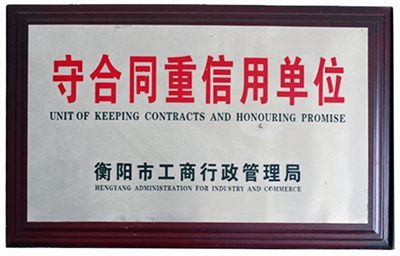 守合同重信用单位
UNIT OF KEEPING CONTRACTS AND HONOURING PROMISE
衡阳市工商行政管理局
HENGYANG ADMINISTRATION FOR INDUSTRY AND COMMERCE